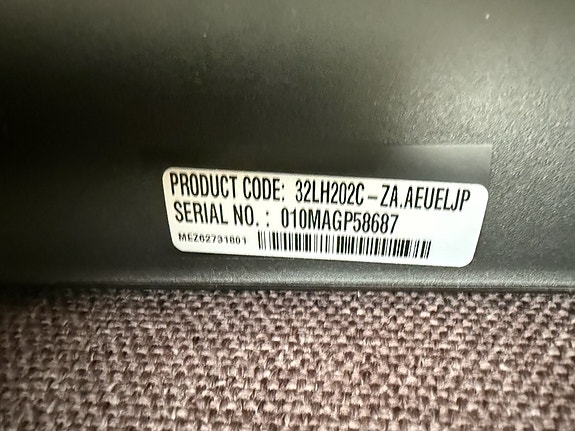 PRODUCT CODE: 32LH202C-ZA.AEUELJP
SERIAL NO. : 010MAGP58687
MEZ62731801